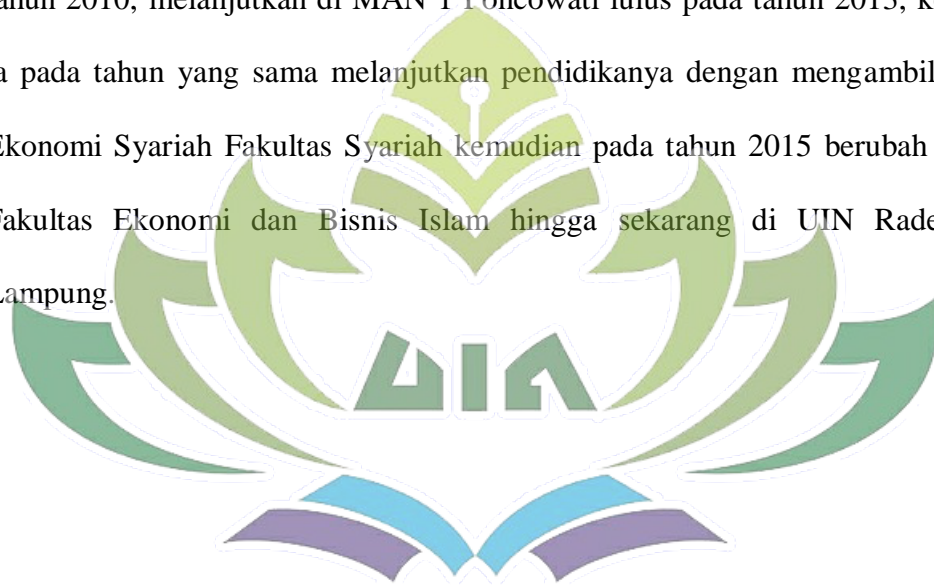 ahun 2010, melanjutkan di MAN 1 Poncowati lulus pada tahun 2013, k
a pada tahun yang sama melanjutkan pendidikanya dengan mengambil
Ekonomi Syariah Fakultas Syariah kemudian pada tahun 2015 berubah
Fakultas Ekonomi dan Bisnis Islam hingga sekarang di UIN Rade
Lampung.
UIN